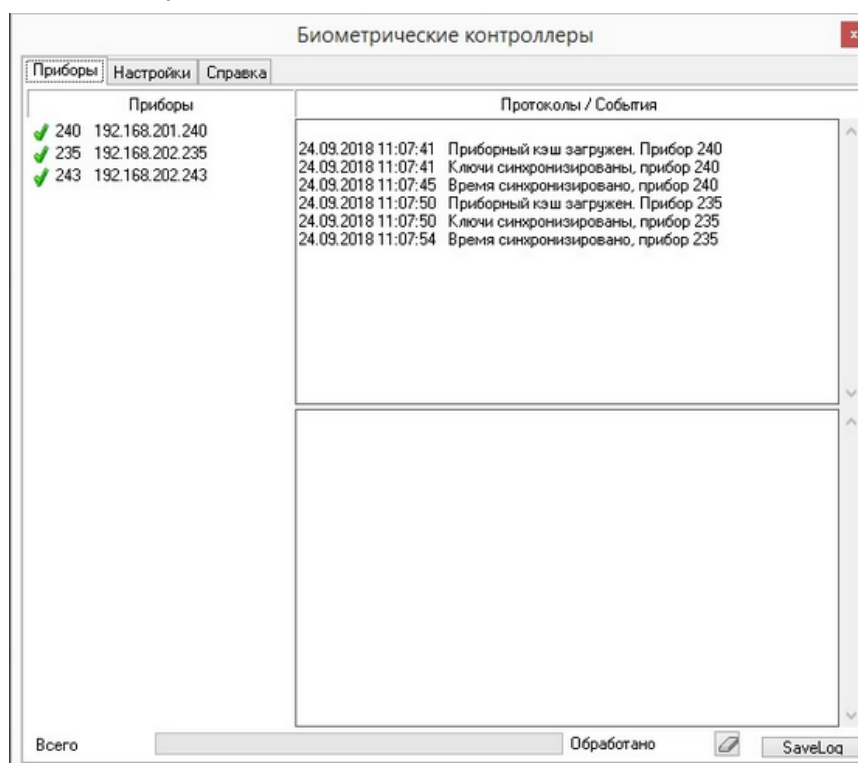 Биометрические контроллеры
x
Приборы Настройки Справка
Приборы
Протоколы / События
240 192.168.201.240
235 192.168.202.235
243 192.168.202.243
24.09.2018 11:07:41 Приборный кэш загружен. Прибор 240
24.09.2018 11:07:41 Ключи синхронизированы, прибор 240
24.09.2018 11:07:45 Время синхронизировано, прибор 240
24.09.2018 11:07:50 Приборный кэш загружен. Прибор 235
24.09.2018 11:07:50 Ключи синхронизированы, прибор 235
24.09.2018 11:07:54 Время синхронизировано, прибор 235
Всего
Обработано
SaveLog